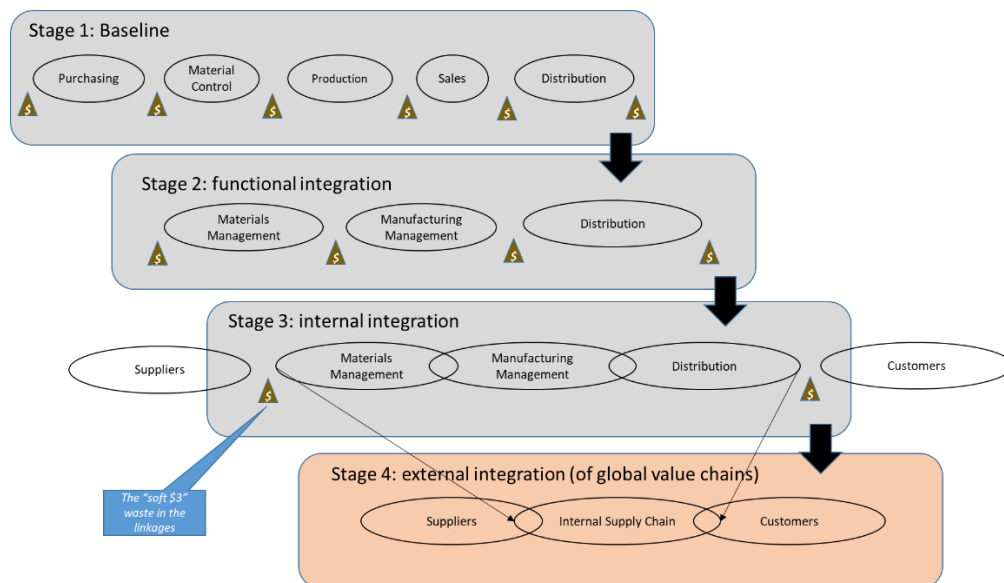 Stage 1: Baseline
Purchasing
Material
Control
Production
Sales
Distribution
$
$
$
$
$
$
Stage 2: functional integration
Materials
Management
Manufacturing
Management
Distribution
$
$
$
$
Stage 3: internal integration
Suppliers
Materials
Management
Manufacturing
Management
Distribution
Customers
$
$
The “soft $3”
waste in the
linkages
Stage 4: external integration (of global value chains)
Suppliers
Internal Supply Chain
Customers